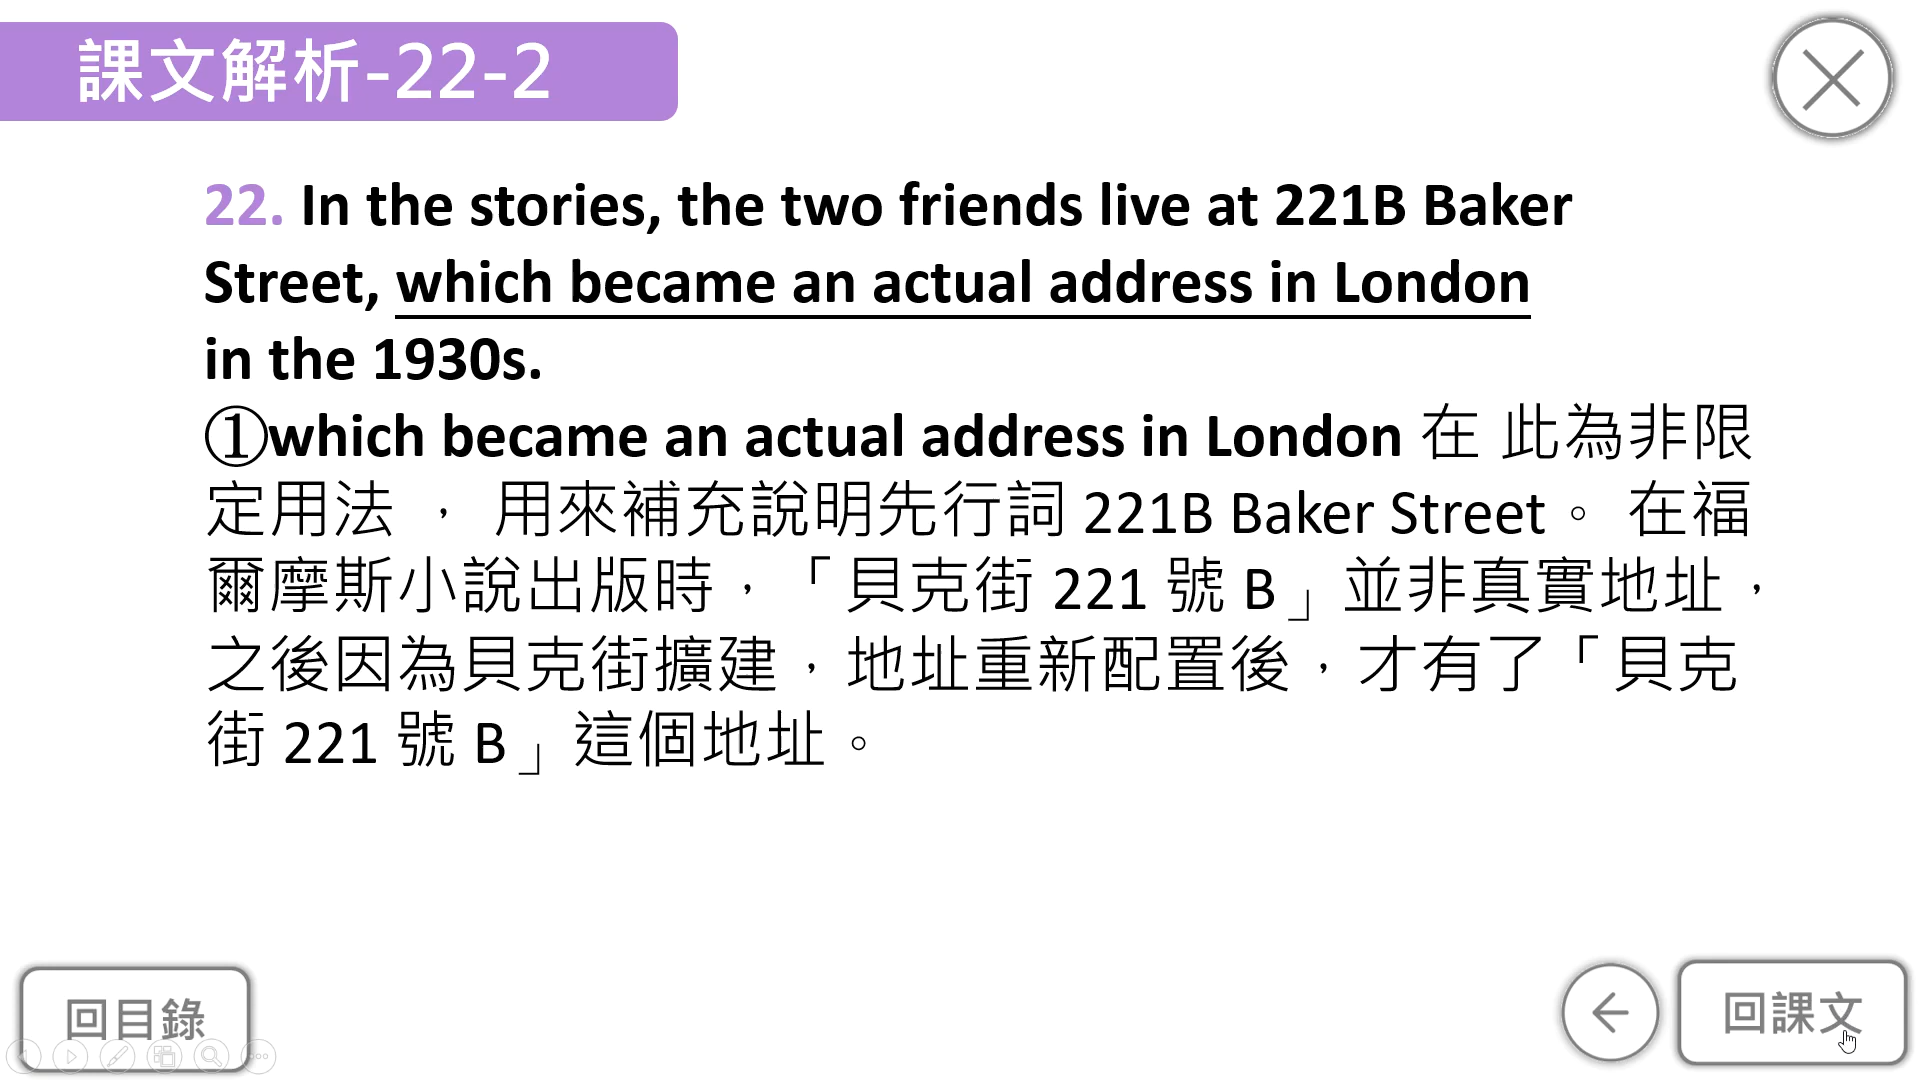 課文解析-22-2
22. In the stories, the two friends live at 221B Baker
Street, which became an actual address in London
in the 1930s.
①which became an actual address in London 在 此為非限
定用法 ， 用來補充說明先行詞 221B Baker Street。 在福
爾摩斯小說出版時，「貝克街 221 號 B」並非真實地址，
之後因為貝克街擴建，地址重新配置後，才有了「貝克
街 221 號 B」這個地址。
回目錄
回課文